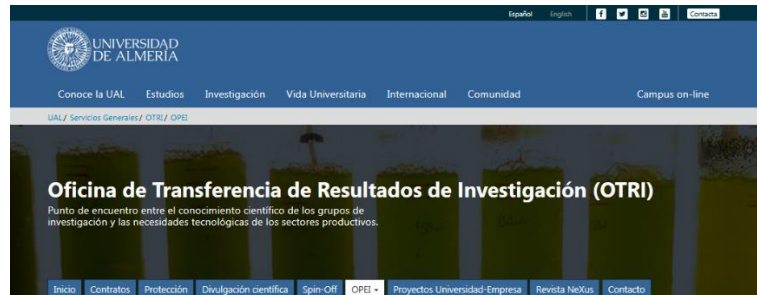 Español English Contacta
UNIVERSIDAD
DE ALMERÍA
Conoce la UAL Estudios Investigación Vida Universitaria Internacional Comunidad Campus on-line
UAL/ Servicios Generales/ OTRI/ OPEI
Oficina de Transferencia de Resultados de Investigación (OTRI)
Punto de encuentro entre el conocimiento científico de los grupos de
investigación y las necesidades tecnológicas de los sectores productivos.
Inicio Contratos Protección Divulgación científica Spin-Off OPEI Proyectos Universidad-Empresa Revista NeXus Contacto